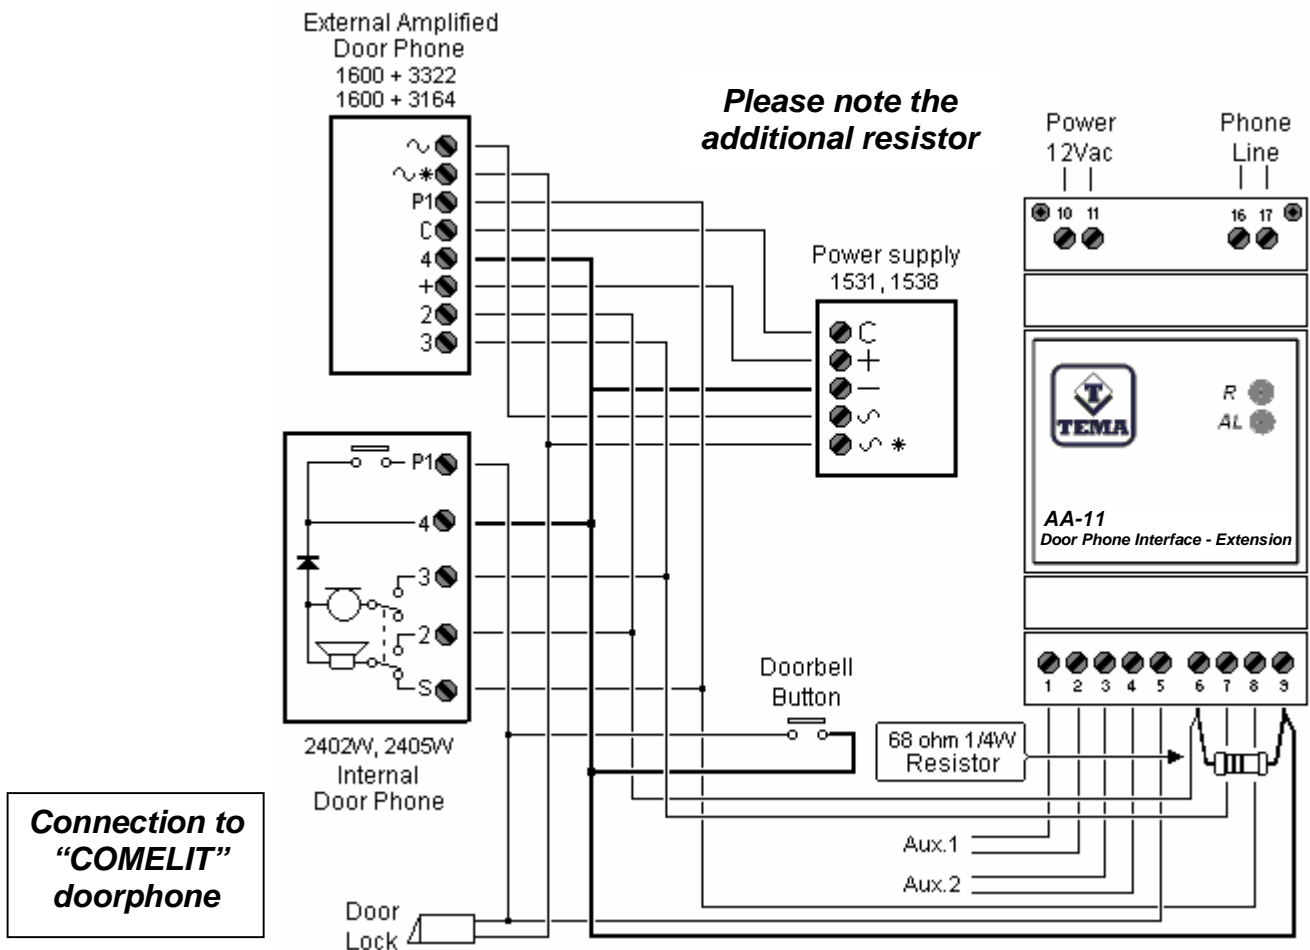 External Amplified
Door Phone
1600 + 3322
1600 + 3164
∿
∿*
P1
C
4
+
2
3
Please note the
additional resistor
Power
12Vac
Phone
Line
10 11
16 17
Power supply
1531, 1538
C
+
–
∿
∿ *
R
AL
TEMA
AA-11
Door Phone Interface - Extension
P1
4
3
2
S
2402W, 2405W
Internal
Door Phone
Doorbell
Button
1 2 3 4 5 6 7 8 9
68 ohm 1/4W
Resistor
Connection to
“COMELIT”
doorphone
Aux.1
Aux.2
Door
Lock